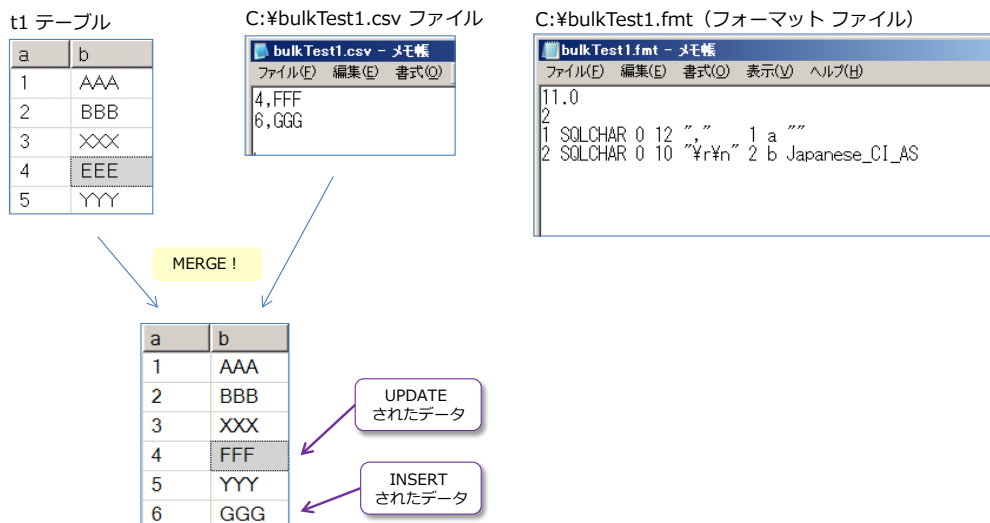 t1 テーブル
a b
1 AAA
2 BBB
3 XXX
4 EEE
5 YYY
C:¥bulkTest1.csv ファイル
bulkTest1.csv - メモ帳
ファイル(F) 編集(E) 書式(O)
4,FFF
6,GGG
C:¥bulkTest1.fmt（フォーマット ファイル）
bulkTest1.fmt - メモ帳
ファイル(F) 編集(E) 書式(O) 表示(V) ヘルプ(H)
11.0
2
1 SQLCHAR 0 12 "," 1 a ""
2 SQLCHAR 0 10 "¥r¥n" 2 b Japanese_CI_AS
MERGE！
a b
1 AAA
2 BBB
3 XXX
4 FFF
5 YYY
6 GGG
UPDATE
されたデータ
INSERT
されたデータ